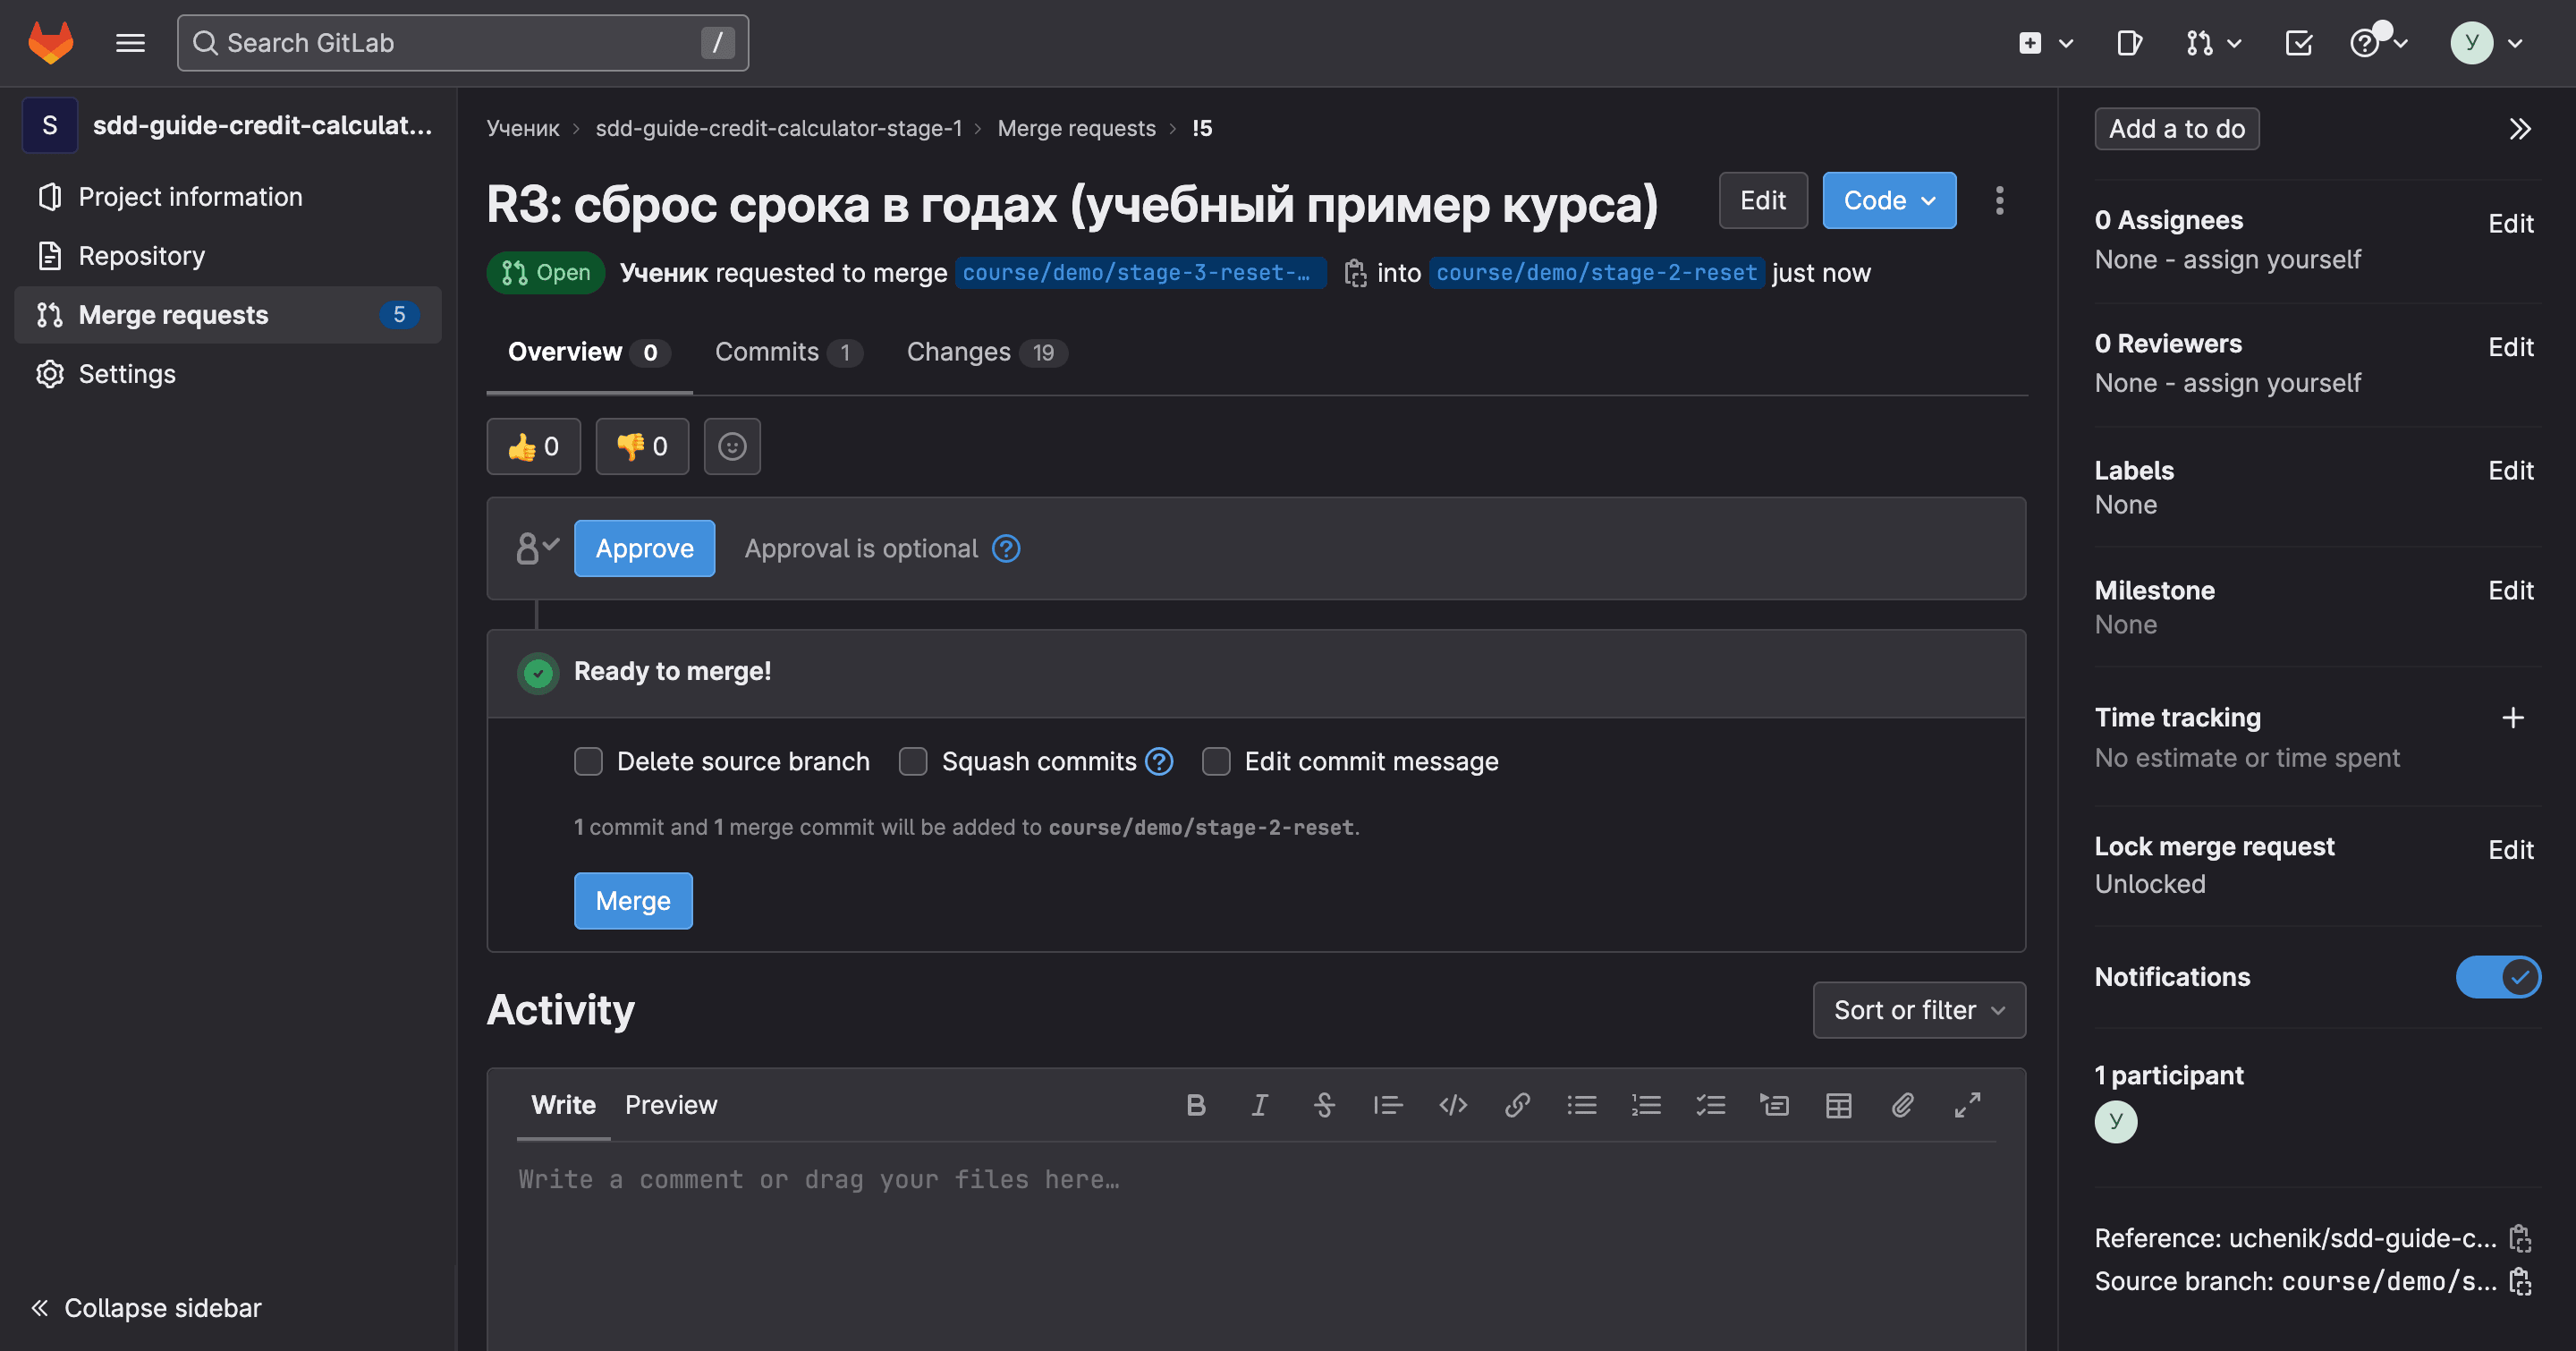 Search GitLab
/
У
S
sdd-guide-credit-calculat...
Project information
Repository
Merge requests 5
Settings
Collapse sidebar
Ученик > sdd-guide-credit-calculator-stage-1 > Merge requests > !5
R3: сброс срока в годах (учебный пример курса)
Edit
Code
Open
Ученик requested to merge course/demo/stage-3-reset-… into course/demo/stage-2-reset just now
Overview 0
Commits 1
Changes 19
👍 0
👎 0
Approve
Approval is optional
Ready to merge!
Delete source branch
Squash commits
Edit commit message
1 commit and 1 merge commit will be added to course/demo/stage-2-reset.
Merge
Activity
Sort or filter
Write
Preview
Write a comment or drag your files here…
Add a to do
0 Assignees
Edit
None - assign yourself
0 Reviewers
Edit
None - assign yourself
Labels
Edit
None
Milestone
Edit
None
Time tracking
+
No estimate or time spent
Lock merge request
Edit
Unlocked
Notifications
1 participant
У
Reference: uchenik/sdd-guide-c...
Source branch: course/demo/s...